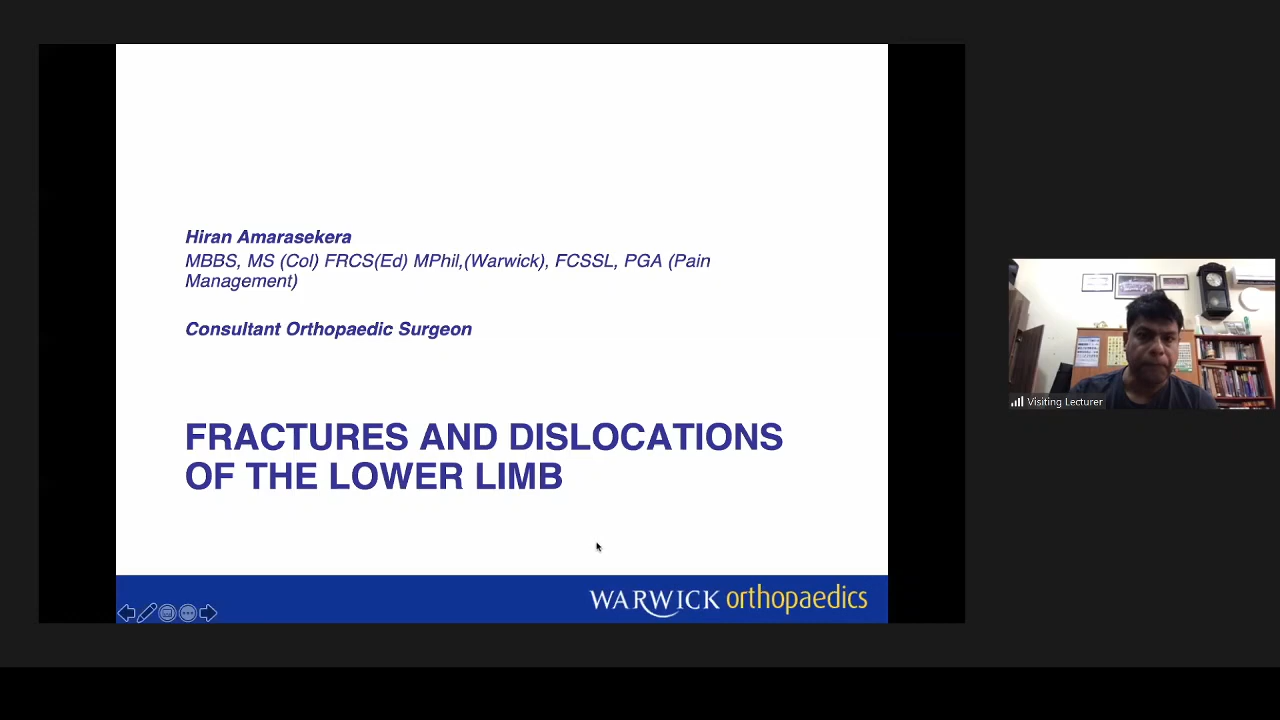 Hiran Amarasekera
MBBS, MS (Col) FRCS(Ed) MPhil,(Warwick), FCSSL, PGA (Pain
Management)
Consultant Orthopaedic Surgeon
FRACTURES AND DISLOCATIONS
OF THE LOWER LIMB
WARWICK orthopaedics
Visiting Lecturer